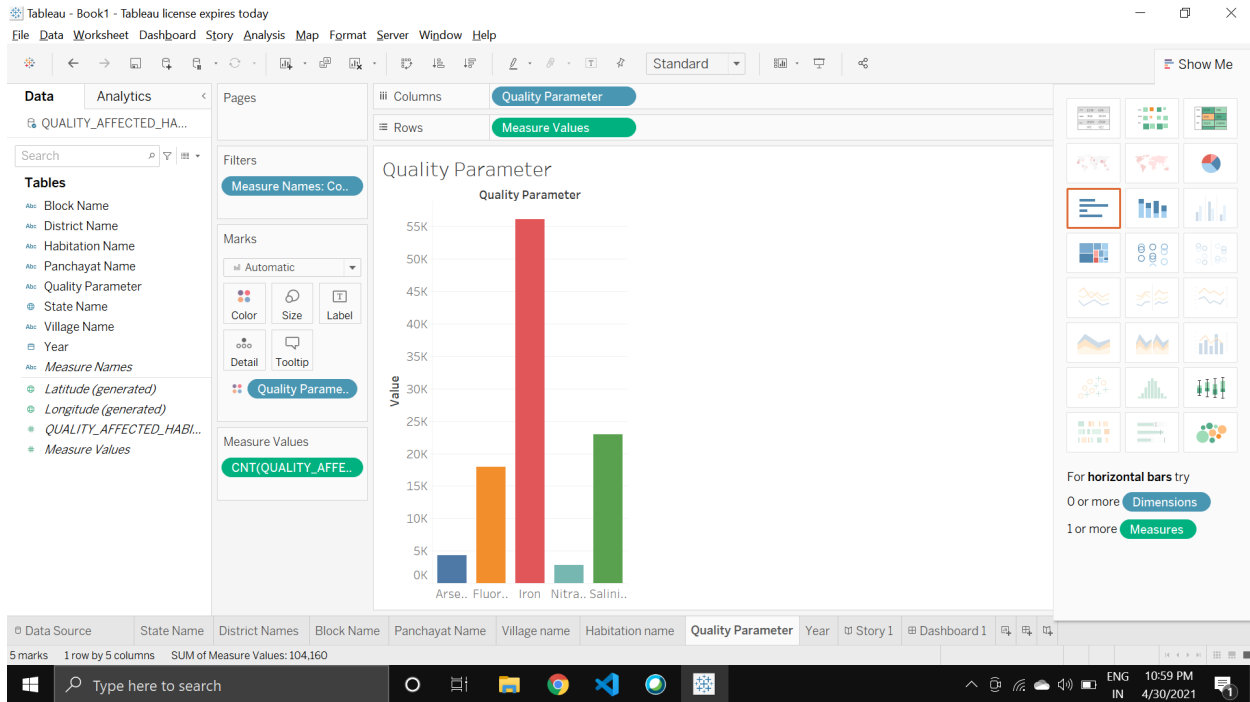 Tableau - Book1 - Tableau license expires today
File Data Worksheet Dashboard Story Analysis Map Format Server Window Help
Standard
Show Me
Data Analytics
QUALITY_AFFECTED_HA...
Search
Tables
Abc Block Name
Abc District Name
Abc Habitation Name
Abc Panchayat Name
Abc Quality Parameter
State Name
Abc Village Name
Year
Abc Measure Names
Latitude (generated)
Longitude (generated)
# QUALITY_AFFECTED_HABI...
# Measure Values
Pages
Filters
Measure Names: Co..
Marks
Automatic
Color Size Label
Detail Tooltip
Quality Parame..
Measure Values
CNT(QUALITY_AFFE..
Columns Quality Parameter
Rows Measure Values
Quality Parameter
Quality Parameter
Value
55K
50K
45K
40K
35K
30K
25K
20K
15K
10K
5K
0K
Arse.. Fluor.. Iron Nitra.. Salini..
For horizontal bars try
0 or more Dimensions
1 or more Measures
Data Source State Name District Names Block Name Panchayat Name Village name Habitation name Quality Parameter Year Story 1 Dashboard 1
5 marks 1 row by 5 columns SUM of Measure Values: 104,160
Type here to search
ENG
IN
10:59 PM
4/30/2021
1